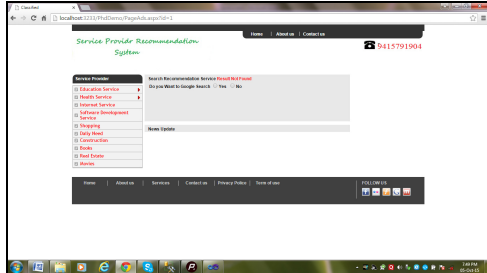 Classified
localhost:3233/PhdDemo/PageAds.aspx?id=1
Service Providr Recommendation
System
Home | About us | Contact us
9415791904
Service Provider
Education Service
Health Service
Internet Service
Software Development
Service
Shopping
Daily Need
Construction
Books
Real Estate
Movies
Search Recommendation Service Result Not Found
Do you Want to Google Search Yes No
News Update
Home | About us | Services | Contact us | Privacy Police | Term of use
FOLLOW US
7:49 PM
05-Oct-15